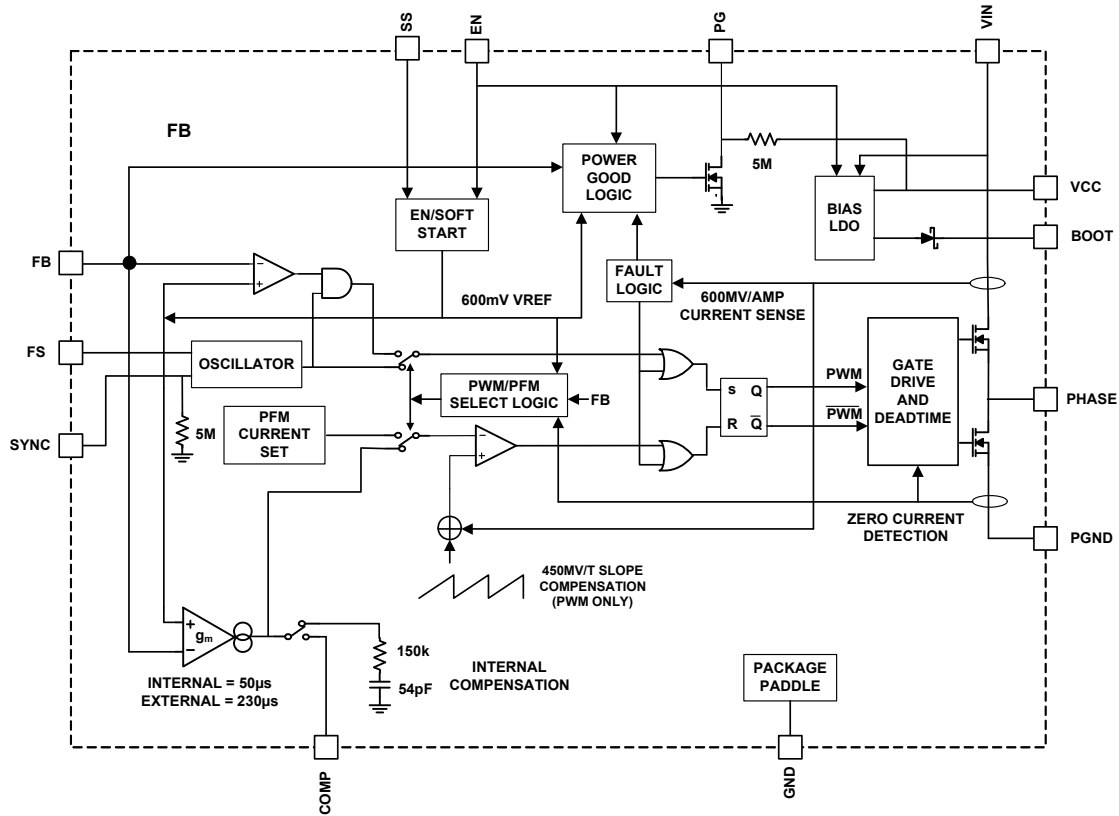 SS
EN
PG
VIN
FB
POWER
GOOD
LOGIC
5M
BIAS
LDO
VCC
BOOT
EN/SOFT
START
FB
FAULT
LOGIC
600mV VREF
600MV/AMP
CURRENT SENSE
FS
OSCILLATOR
PWM/PFM
SELECT LOGIC
FB
S Q
R Q
PWM
PWM
GATE
DRIVE
AND
DEADTIME
PHASE
SYNC
5M
PFM
CURRENT
SET
ZERO CURRENT
DETECTION
PGND
450MV/T SLOPE
COMPENSATION
(PWM ONLY)
gm
150k
54pF
INTERNAL
COMPENSATION
INTERNAL = 50µs
EXTERNAL = 230µs
PACKAGE
PADDLE
COMP
GND